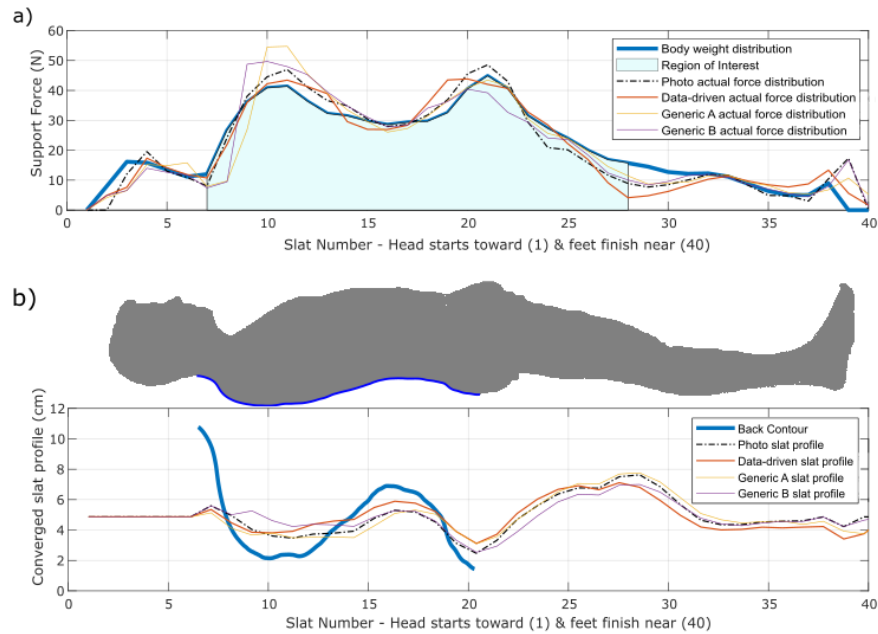 a)
60
50
40
30
20
10
0
Support Force (N)
Body weight distribution
Region of Interest
Photo actual force distribution
Data-driven actual force distribution
Generic A actual force distribution
Generic B actual force distribution
0 5 10 15 20 25 30 35 40
Slat Number - Head starts toward (1) & feet finish near (40)
b)
12
10
8
6
4
2
0
Converged slat profile (cm)
Back Contour
Photo slat profile
Data-driven slat profile
Generic A slat profile
Generic B slat profile
0 5 10 15 20 25 30 35 40
Slat Number - Head starts toward (1) & feet finish near (40)